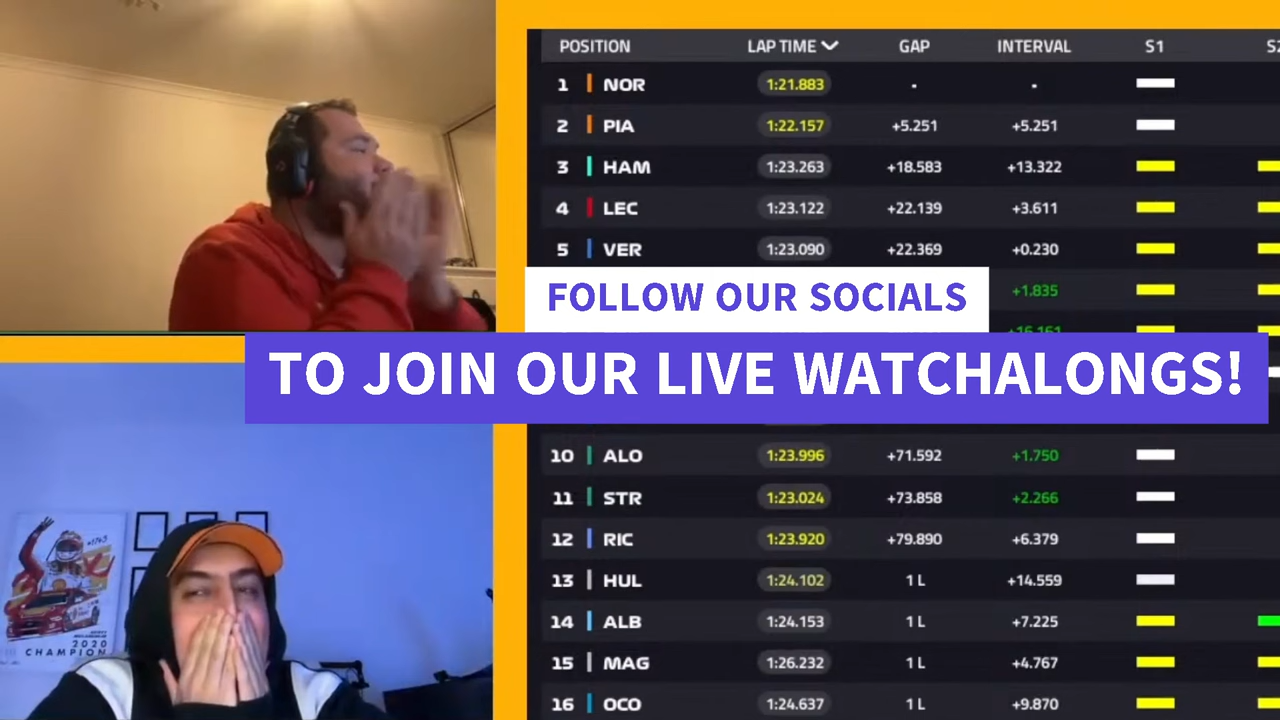 POSITION LAP TIME GAP INTERVAL S1
1 NOR 1:21.883 - -
2 PIA 1:22.157 +5.251 +5.251
3 HAM 1:23.263 +18.583 +13.322
4 LEC 1:23.122 +22.139 +3.611
5 VER 1:23.090 +22.369 +0.230
FOLLOW OUR SOCIALS
+1.835
TO JOIN OUR LIVE WATCHALONGS!
10 ALO 1:23.996 +71.592 +1.750
11 STR 1:23.024 +73.858 +2.266
12 RIC 1:23.920 +79.890 +6.379
13 HUL 1:24.102 1 L +14.559
14 ALB 1:24.153 1 L +7.225
15 MAG 1:26.232 1 L +4.767
16 OCO 1:24.637 1 L +9.870
2020
CHAMPION